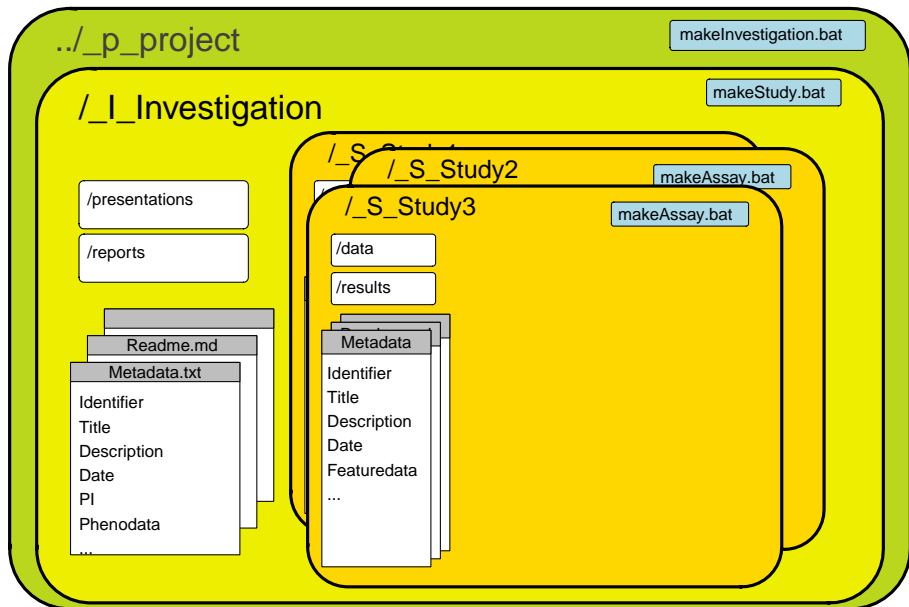 ../_p_project
makeInvestigation.bat
/_I_Investigation
makeStudy.bat
/_S_Study2
makeAssay.bat
/_S_Study3
makeAssay.bat
/presentations
/reports
/data
/results
Readme.md
Metadata.txt
Identifier
Title
Description
Date
PI
Phenodata
...
Metadata
Identifier
Title
Description
Date
Featuredata
...